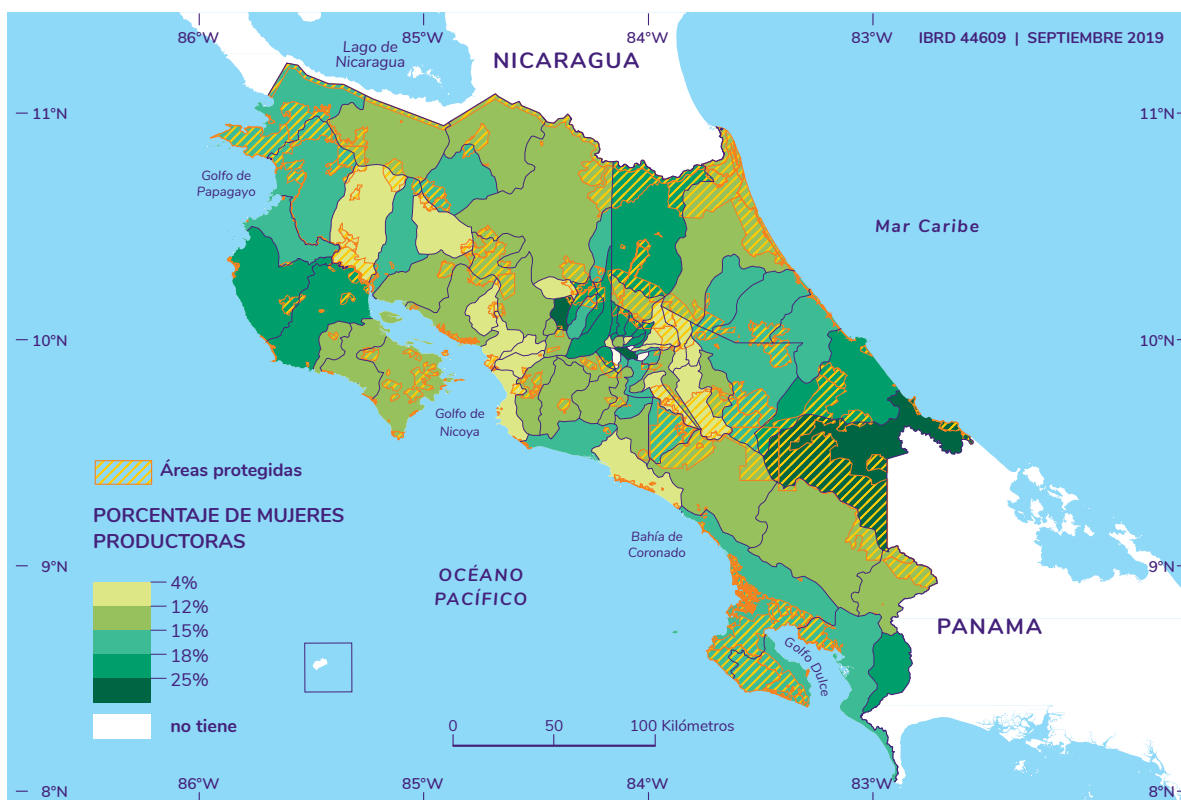 86°W
85°W
84°W
83°W
IBRD 44609 | SEPTIEMBRE 2019
Lago de
Nicaragua
NICARAGUA
11°N
11°N
Golfo de
Papagayo
Mar Caribe
10°N
10°N
Golfo de
Nicoya
Áreas protegidas
PORCENTAJE DE MUJERES
PRODUCTORAS
Bahía de
Coronado
9°N
9°N
OCÉANO
PACÍFICO
4%
12%
15%
18%
25%
no tiene
PANAMA
Golfo Dulce
0
50
100 Kilómetros
86°W
85°W
84°W
83°W
8°N
8°N